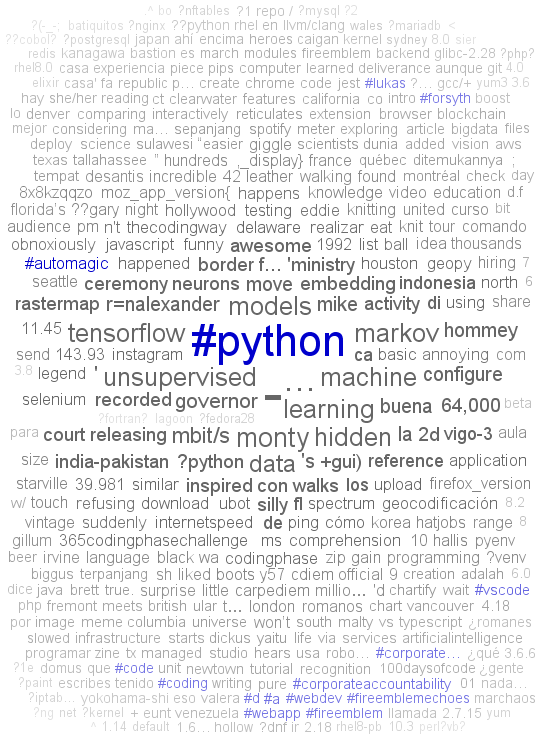 .^ bo ?nftables ?1 repo / ?mysql ?2
?(-_-; batiquitos ?nginx ??python rhel en llvm/clang wales ?mariadb <
??cobol? ?postgresql japan ahí encima heroes caigan kernel sydney 8.0 sier
redis kanagawa bastion es march modules fireemblem backend glibc-2.28 ?php?
rhel8.0 casa experiencia piece pips computer learned deliverance aunque git 4.0
elixir casa' fa republic p... create chrome code jest #lukas ?... gcc/+ yum3 3.6
hay she/her reading ct clearwater features california co intro #forsyth boost
lo denver comparing interactively reticulates extension browser blockchain
mejor considering ma... sepanjang spotify meter exploring article bigdata files
deploy science sulawesi "easier giggle scientists dunia added vision aws
texas tallahassee " hundreds ,_display} france québec ditemukannya ;
tempat desantis incredible 42 leather walking found montréal check day
8x8kzqqzo moz_app_version{ happens knowledge video education d.f
florida's ??gary night hollywood testing eddie knitting united curso bit
audience pm n't thecodingway delaware realizar eat knit tour comando
obnoxiously javascript funny awesome 1992 list ball idea thousands
#automagic happened border f... 'ministry houston geopy hiring 7
seattle ceremony neurons move embedding indonesia north 6
rastermap r=nalexander models mike activity di using share
11.45 tensorflow #python markov hommey
send 143.93 instagram ca basic annoying com
3.8 legend ' unsupervised ... machine configure
selenium recorded governor - learning buena 64,000 beta
?fortran? lagoon ?fedora28
para court releasing mbit/s monty hidden la 2d vigo-3 aula
size india-pakistan ?python data 's +gui) reference application
starville 39.981 similar inspired con walks los upload firefox_version
w/ touch refusing download ubot silly fl spectrum geocodificación 8.2
vintage suddenly internetspeed de ping cómo korea hatjobs range 8
gillum 365codingphasechallenge ms comprehension 10 hallis pyenv
beer irvine language black wa codingphase zip gain programming ?venv
biggus terpanjang sh liked boots y57 cdiem official 9 creation adalah 6.0
dice java brett true. surprise little carpediem millio... 'd chartify wait #vscode
php fremont meets british ular t... london romanos chart vancouver 4.18
por image meme columbia universe won't south malty vs typescript ¿romanes
slowed infrastructure starts dickus yaitu life via services artificialintelligence
programar zine tx managed studio hears usa robo... #corporate... ¿qué 3.6.6
?1e domus que #code unit newtown tutorial recognition 100daysofcode ¿gente
?paint escribes tenido #coding writing pure #corporateaccountability 01 nada...
?iptab... yokohama-shi eso valera #d #a #webdev #fireemblemechoes marchaos
?ng net ?kernel + eunt venezuela #webapp #fireemblem llamada 2.7.15 yum
^ 1.14 default 1.6... hollow ?dnf ir 2.18 rhel8-pb 10.3 perl?vb?